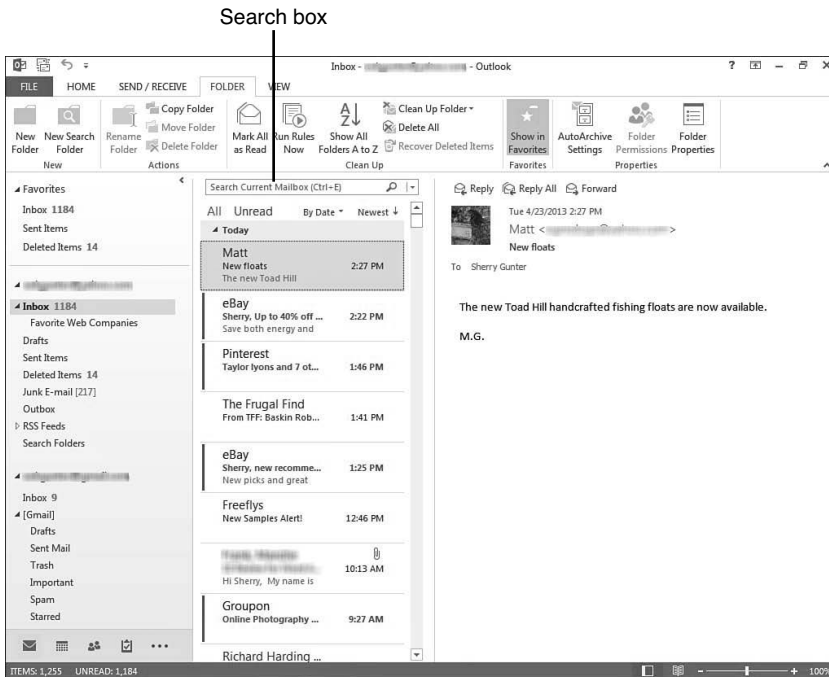 Search box
Inbox - - Outlook
FILE HOME SEND / RECEIVE FOLDER VIEW
New Folder
New Search Folder
Rename Folder
Copy Folder
Move Folder
Delete Folder
Mark All as Read
Run Rules Now
Show All Folders A to Z
Clean Up Folder
Delete All
Recover Deleted Items
Show in Favorites
AutoArchive Settings
Folder Permissions
Folder Properties
New Actions Clean Up Favorites Properties
Favorites
Inbox 1184
Sent Items
Deleted Items 14
Inbox 1184
Favorite Web Companies
Drafts
Sent Items
Deleted Items 14
Junk E-mail [217]
Outbox
RSS Feeds
Search Folders
Inbox 9
[Gmail]
Drafts
Sent Mail
Trash
Important
Spam
Starred
Search Current Mailbox (Ctrl+E)
All Unread By Date Newest
Today
Matt
New floats 2:27 PM
The new Toad Hill
eBay
Sherry, Up to 40% off ... 2:22 PM
Save both energy and
Pinterest
Taylor lyons and 7 ot... 1:46 PM
The Frugal Find
From TFF: Baskin Rob... 1:41 PM
eBay
Sherry, new recomme... 1:25 PM
New picks and great
Freeflys
New Samples Alert! 12:46 PM
10:13 AM
Hi Sherry, My name is
Groupon
Online Photography ... 9:27 AM
Richard Harding ...
Reply Reply All Forward
Tue 4/23/2013 2:27 PM
Matt < >
New floats
To Sherry Gunter
The new Toad Hill handcrafted fishing floats are now available.
M.G.
ITEMS: 1,255 UNREAD: 1,184
100%